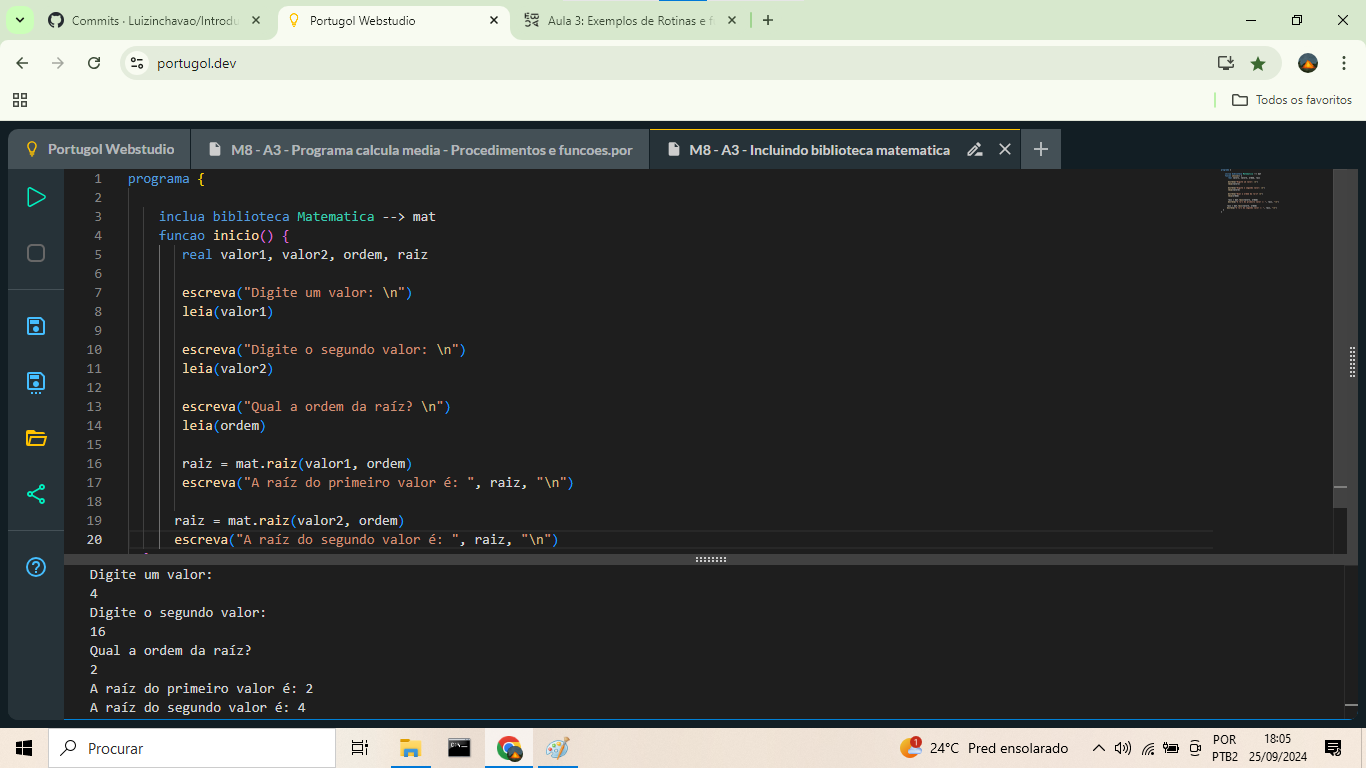 Commits · Luizinchavao/Introdu
Portugol Webstudio
Aula 3: Exemplos de Rotinas e f
portugol.dev
Todos os favoritos
Portugol Webstudio
M8 - A3 - Programa calcula media - Procedimentos e funcoes.por
M8 - A3 - Incluindo biblioteca matematica
1 programa {
2
3 inclua biblioteca Matematica --> mat
4 funcao inicio() {
5 real valor1, valor2, ordem, raiz
6
7 escreva("Digite um valor: \n")
8 leia(valor1)
9
10 escreva("Digite o segundo valor: \n")
11 leia(valor2)
12
13 escreva("Qual a ordem da raíz? \n")
14 leia(ordem)
15
16 raiz = mat.raiz(valor1, ordem)
17 escreva("A raíz do primeiro valor é: ", raiz, "\n")
18
19 raiz = mat.raiz(valor2, ordem)
20 escreva("A raíz do segundo valor é: ", raiz, "\n")
Digite um valor:
4
Digite o segundo valor:
16
Qual a ordem da raíz?
2
A raíz do primeiro valor é: 2
A raíz do segundo valor é: 4
Procurar
1
24°C Pred ensolarado
POR
PTB2
18:05
25/09/2024